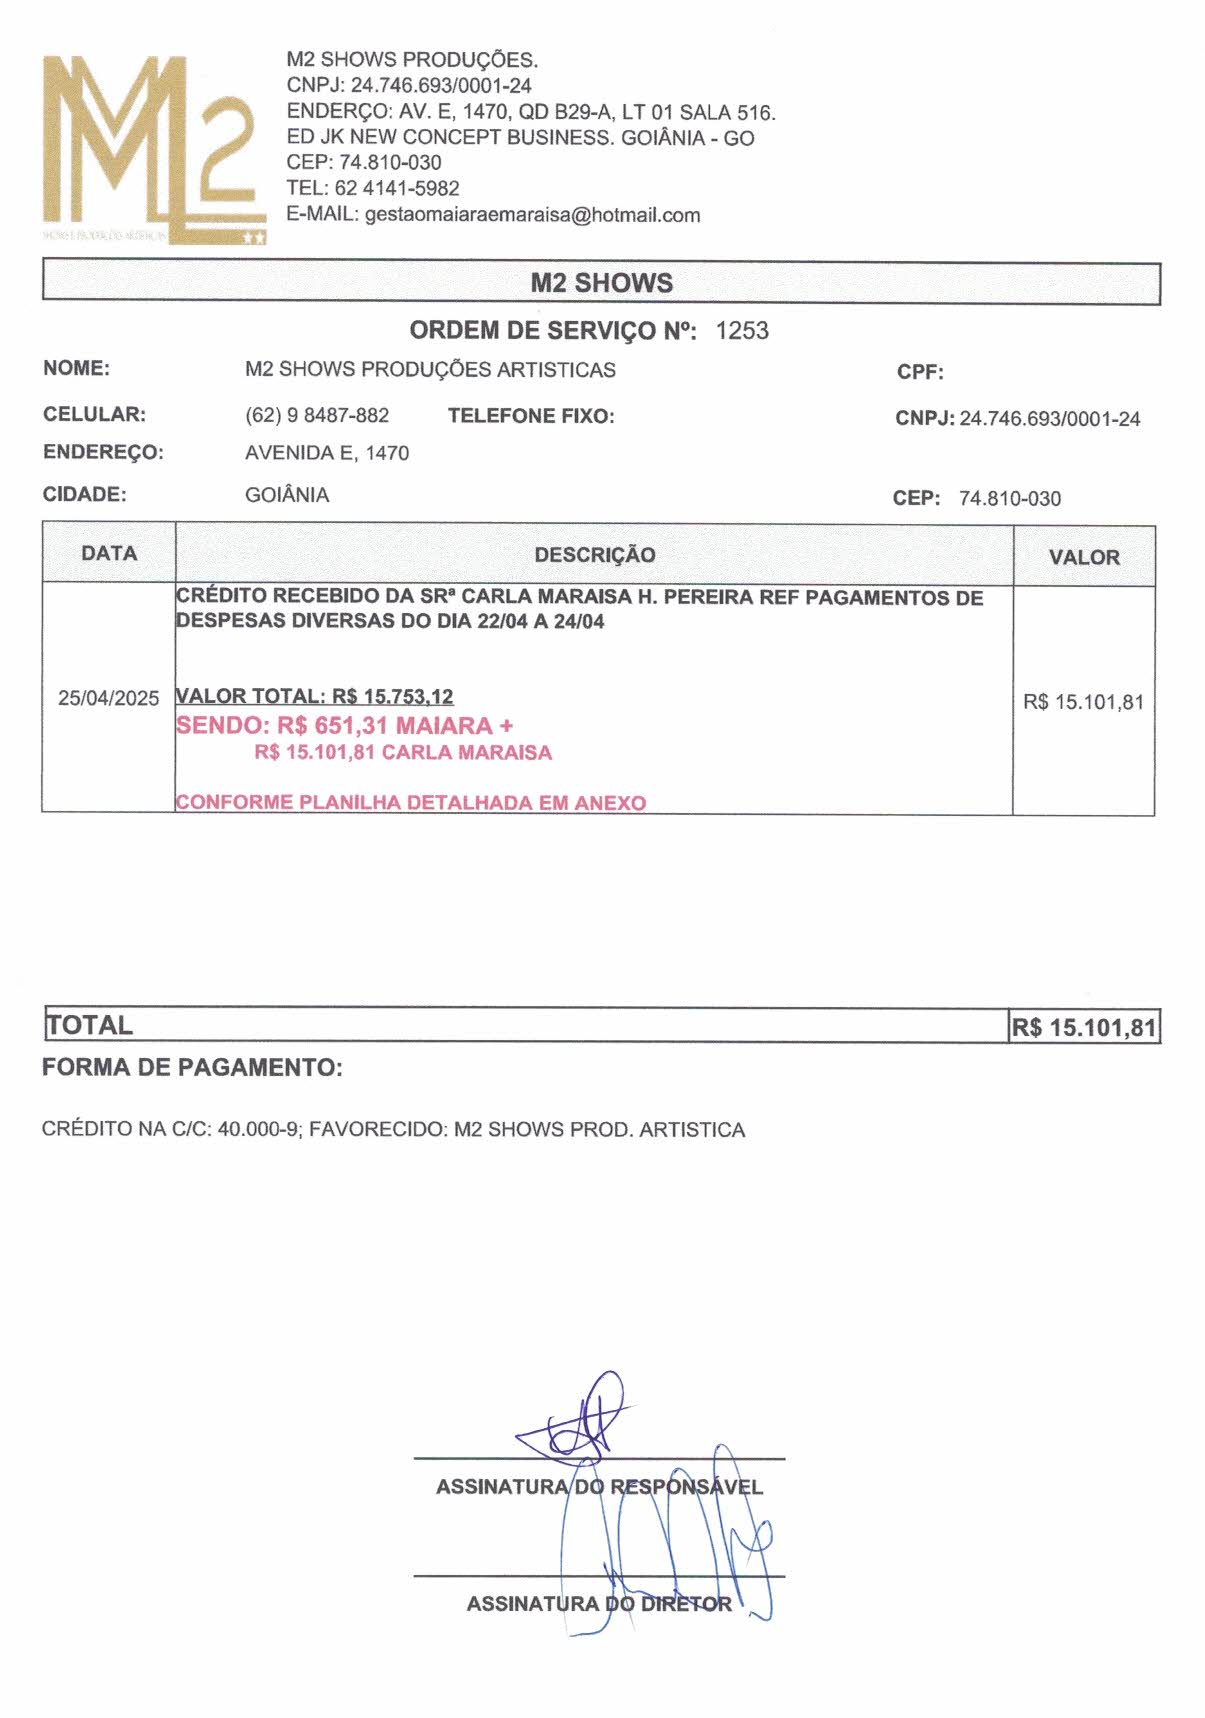 M2
M2 SHOWS PRODUÇÕES.
CNPJ: 24.746.693/0001-24
ENDERÇO: AV. E, 1470, QD B29-A, LT 01 SALA 516.
ED JK NEW CONCEPT BUSINESS. GOIÂNIA - GO
CEP: 74.810-030
TEL: 62 4141-5982
E-MAIL: gestaomaiaraemaraisa@hotmail.com
M2 SHOWS
ORDEM DE SERVIÇO Nº: 1253
NOME: M2 SHOWS PRODUÇÕES ARTISTICAS CPF:
CELULAR: (62) 9 8487-882 TELEFONE FIXO: CNPJ: 24.746.693/0001-24
ENDEREÇO: AVENIDA E, 1470
CIDADE: GOIÂNIA CEP: 74.810-030
DATA DESCRIÇÃO VALOR
CRÉDITO RECEBIDO DA SRª CARLA MARAISA H. PEREIRA REF PAGAMENTOS DE
DESPESAS DIVERSAS DO DIA 22/04 A 24/04
25/04/2025 VALOR TOTAL: R$ 15.753,12 R$ 15.101,81
SENDO: R$ 651,31 MAIARA +
R$ 15.101,81 CARLA MARAISA
CONFORME PLANILHA DETALHADA EM ANEXO
TOTAL R$ 15.101,81
FORMA DE PAGAMENTO:
CRÉDITO NA C/C: 40.000-9; FAVORECIDO: M2 SHOWS PROD. ARTISTICA
ASSINATURA DO RESPONSÁVEL
ASSINATURA DO DIRETOR